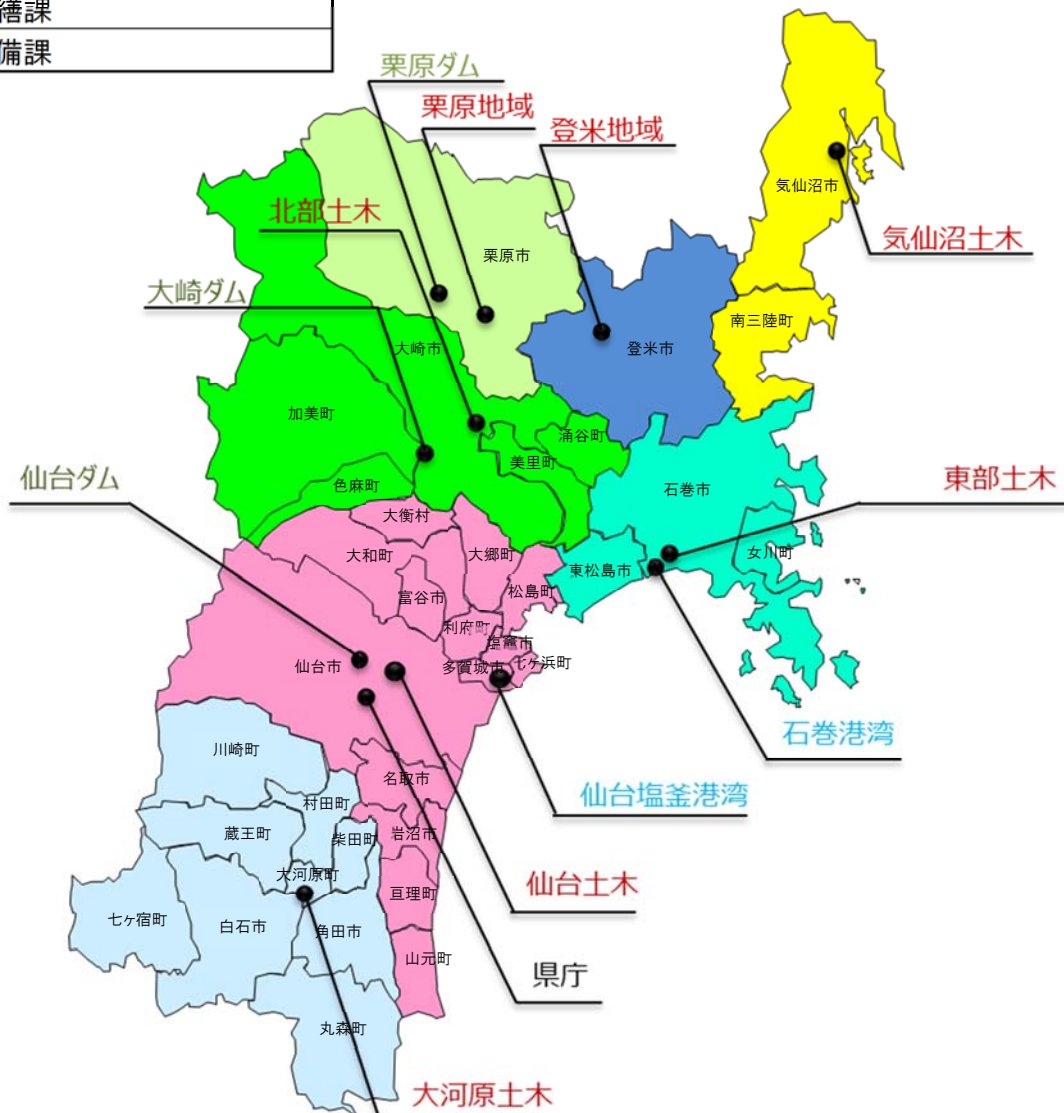 繕課
備課
栗原ダム
栗原地域
登米地域
気仙沼市
北部土木
気仙沼土木
栗原市
大崎ダム
南三陸町
大崎市
登米市
加美町
涌谷町
美里町
仙台ダム
色麻町
石巻市
東部土木
大衡村
大和町
大郷町
女川町
東松島市
富谷市
松島町
利府町
塩竈市
仙台市
多賀城市
七ヶ浜町
石巻港湾
川崎町
名取市
仙台塩釜港湾
村田町
蔵王町
柴田町
岩沼市
大河原町
仙台土木
亘理町
七ヶ宿町
白石市
角田市
山元町
県庁
丸森町
大河原土木